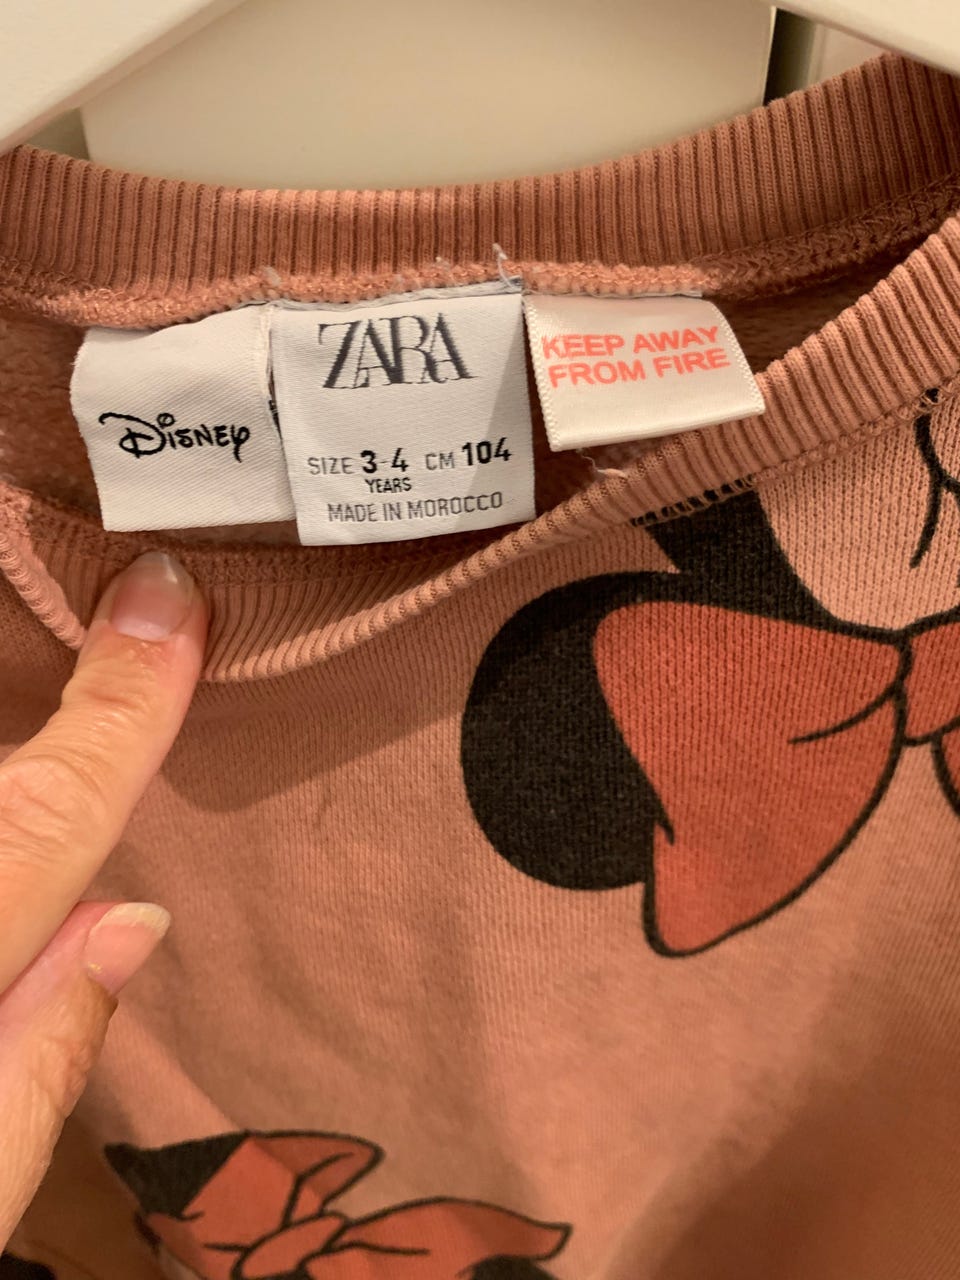 Disney
ZARA
SIZE 3-4 CM 104
YEARS
MADE IN MOROCCO
KEEP AWAY
FROM FIRE